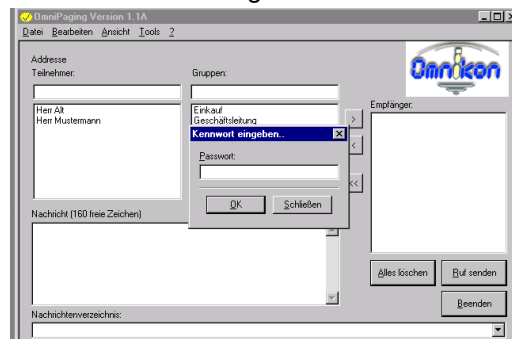 OmniPaging Version 1.1A
Datei Bearbeiten Ansicht Tools ?
Addresse
Teilnehmer:
Gruppen:
Omnikon
Herr Alt
Herr Mustermann
Einkauf
Geschäftsleitung
Empfänger:
>
<
<<
Kennwort eingeben..
Passwort:
OK Schließen
Nachricht (160 freie Zeichen)
Alles löschen Ruf senden
Beenden
Nachrichtenverzeichnis: